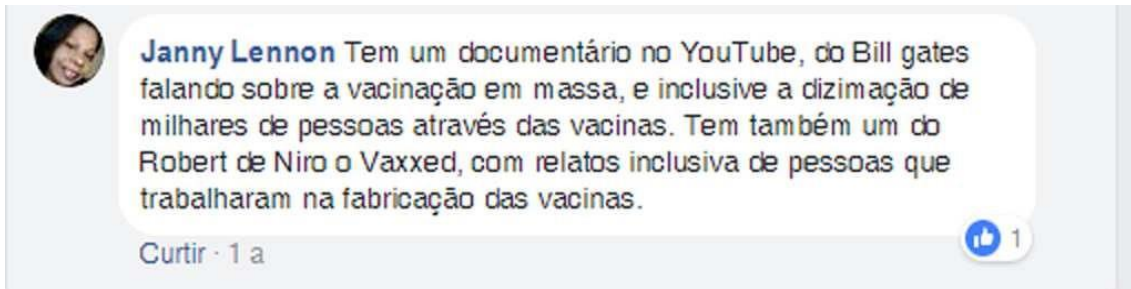 Janny Lennon Tem um documentário no YouTube, do Bill gates
falando sobre a vacinação em massa, e inclusive a dizimação de
milhares de pessoas através das vacinas. Tem também um do
Robert de Niro o Vaxxed, com relatos inclusiva de pessoas que
trabalharam na fabricação das vacinas.
1
Curtir · 1 a